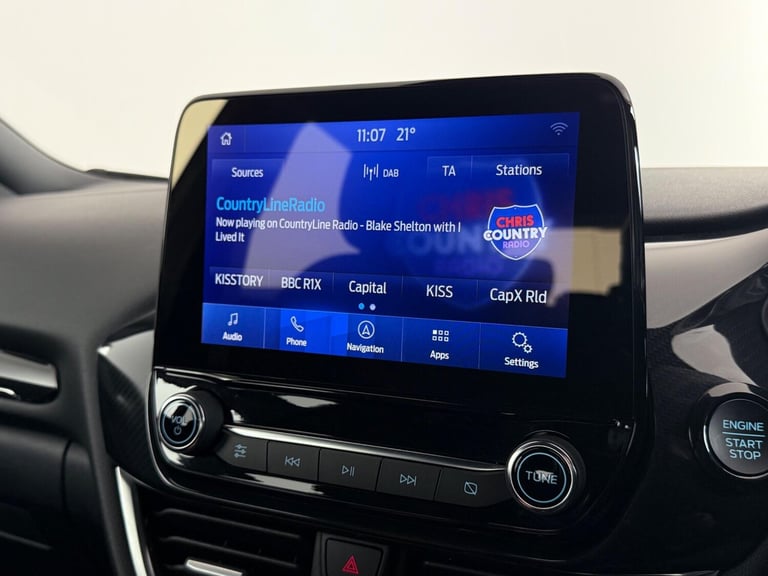 11:07 21°
Sources DAB TA Stations
CountryLineRadio
Now playing on CountryLine Radio - Blake Shelton with I
Lived It
CHRIS
COUNTRY
RADIO
KISSTORY BBC R1X Capital KISS CapX Rld
Audio Phone Navigation Apps Settings
VOL
TUNE
ENGINE
START
STOP